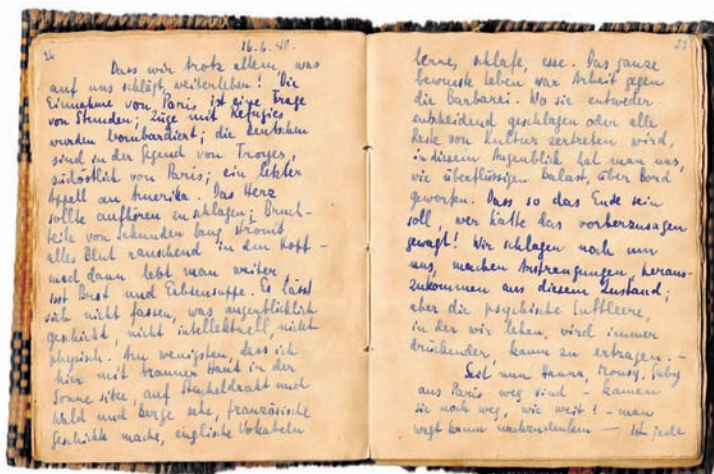 26
16.6.40.
Dass wir trotz allem, was
auf uns schlägt, weiterleben! Die
Einnahme von Paris ist eine Frage
von Stunden; Züge mit Refugies
wurden bombardiert; die Deutschen
sind in der Gegend von Troyes,
südöstlich von Paris; ein letzter
Appell an Amerika. Das Herz
sollte aufhören zu schlagen; Bruch-
teile von Sekunden lang strömt
alles Blut rauschend in den Kopf –
und dann lebt man weiter
isst Brot und Erbsensuppe. Es lässt
sich nicht fassen, was augenblicklich
geschieht, nicht intellektuell, nicht
physisch. Am wenigsten, dass ich
hier mit brauner Haut in der
Sonne sitze, auf Stacheldraht und
Wald und Berge sehe, französische
Geschichte mache, englische Vokabeln
27
lerne, schlafe, esse. Das ganze
bewusste Leben war Arbeit gegen
die Barbarei. Wo sie entweder
entscheidend geschlagen oder alle
Reste von Kultur zertreten wird,
in diesem Augenblick hat man uns,
wie überflüssigen Balast, über Bord
geworfen. Dass so das Ende sein
soll, wer hätte das vorherzusagen
gewagt! Wir schlagen noch um
uns, machen Anstrengungen, heraus-
zukommen aus diesem Zustand;
aber die psychische Luftleere,
in der wir leben, wird immer
drückender, kaum zu ertragen. –
Seit nun Hanna, Mousy, Gaby
aus Paris weg sind – kamen
sie noch weg, wie weit! – man
wagt kaum nachzudenken — ist jede